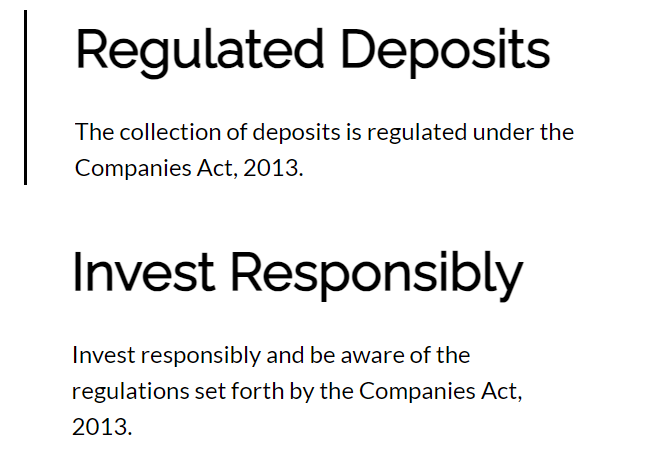 Regulated Deposits
The collection of deposits is regulated under the
Companies Act, 2013.
Invest Responsibly
Invest responsibly and be aware of the
regulations set forth by the Companies Act,
2013.